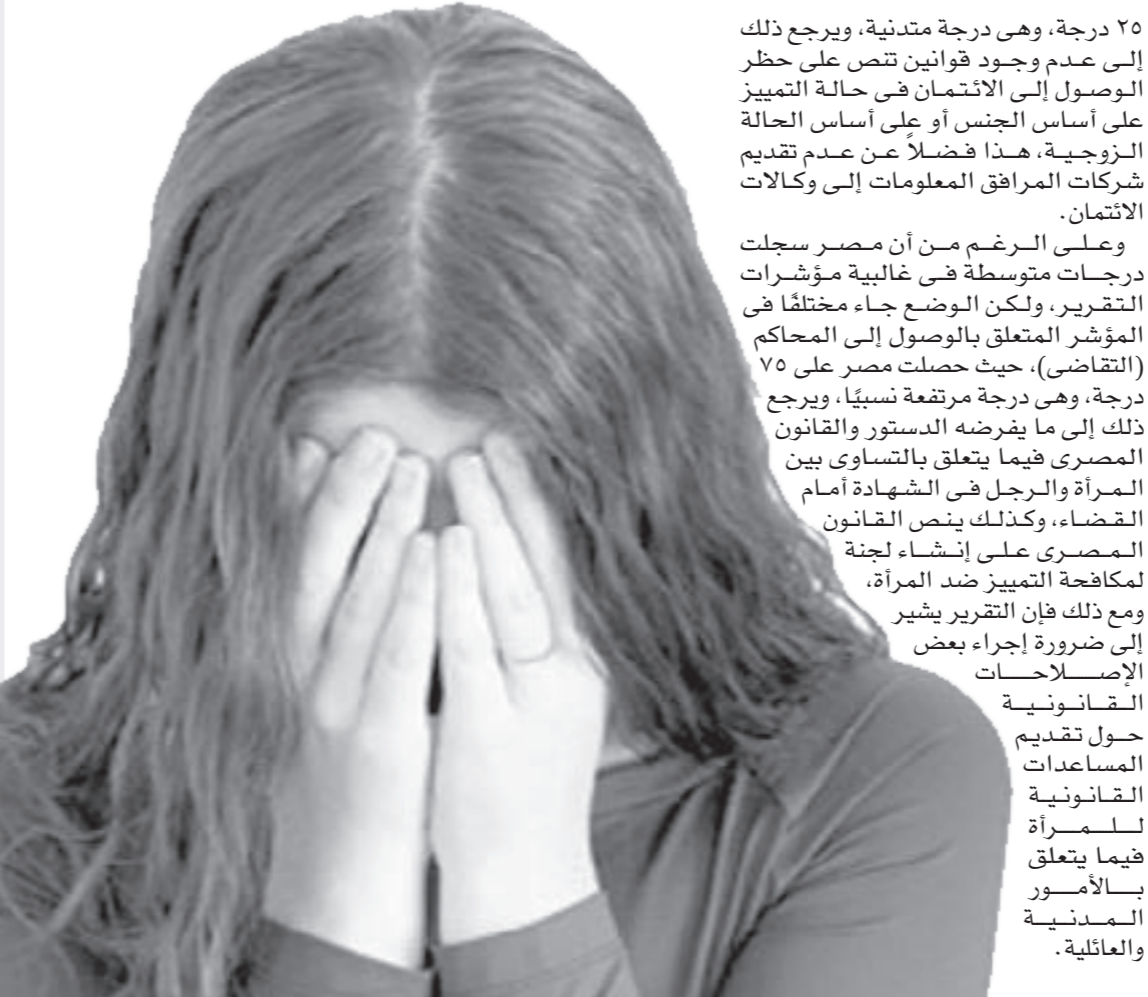 ٢٥ درجة، وهى درجة متدنية، ويرجع ذلك
إلى عدم وجود قوانين تنص على حظر
الوصول إلى الائتمان فى حالة التمييز
على أساس الجنس أو على أساس الحالة
الزوجية، هذا فضلاً عن عدم تقديم
شركات المرافق المعلومات إلى وكالات
الائتمان.
وعلى الرغم من أن مصر سجلت
درجات متوسطة فى غالبية مؤشرات
التقرير، ولكن الوضع جاء مختلفًا فى
المؤشر المتعلق بالوصول إلى المحاكم
(التقاضى)، حيث حصلت مصر على ٧٥
درجة، وهى درجة مرتفعة نسبيًا، ويرجع
ذلك إلى ما يفرضه الدستور والقانون
المصرى فيما يتعلق بالتساوى بين
المرأة والرجل فى الشهادة أمام
القضاء، وكذلك ينص القانون
المصرى على إنشاء لجنة
لمكافحة التمييز ضد المرأة،
ومع ذلك فإن التقرير يشير
إلى ضرورة إجراء بعض
الإصلاحات
القانونية
حول تقديم
المساعدات
القانونية
للمرأة
فيما يتعلق
بالأمور
المدنية
والعائلية.